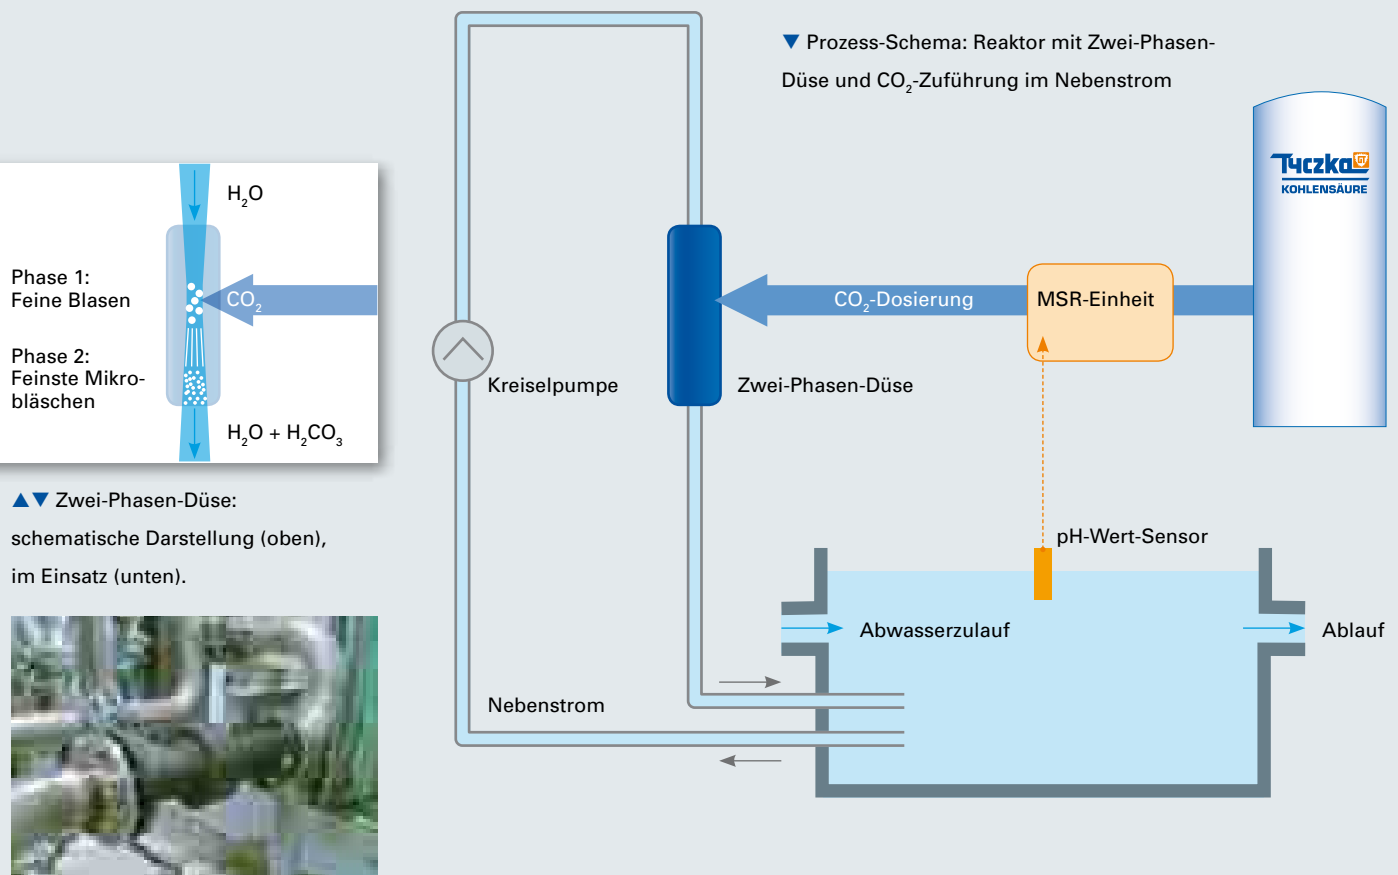 ▼ Prozess-Schema: Reaktor mit Zwei-Phasen-
Düse und CO₂-Zuführung im Nebenstrom
Tyczka GT
KOHLENSÄURE
H₂O
Phase 1:
Feine Blasen
CO₂
Phase 2:
Feinste Mikro-
bläschen
H₂O + H₂CO₃
▲▼ Zwei-Phasen-Düse:
schematische Darstellung (oben),
im Einsatz (unten).
CO₂-Dosierung
MSR-Einheit
Kreiselpumpe
Zwei-Phasen-Düse
pH-Wert-Sensor
Abwasserzulauf
Ablauf
Nebenstrom